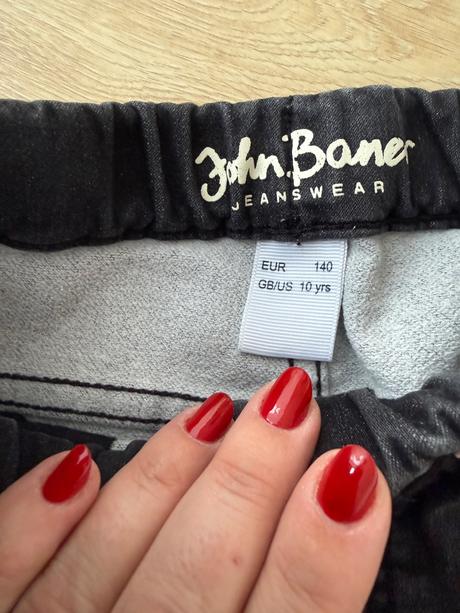 John Baner
JEANSWEAR
EUR 140
GB/US 10 yrs